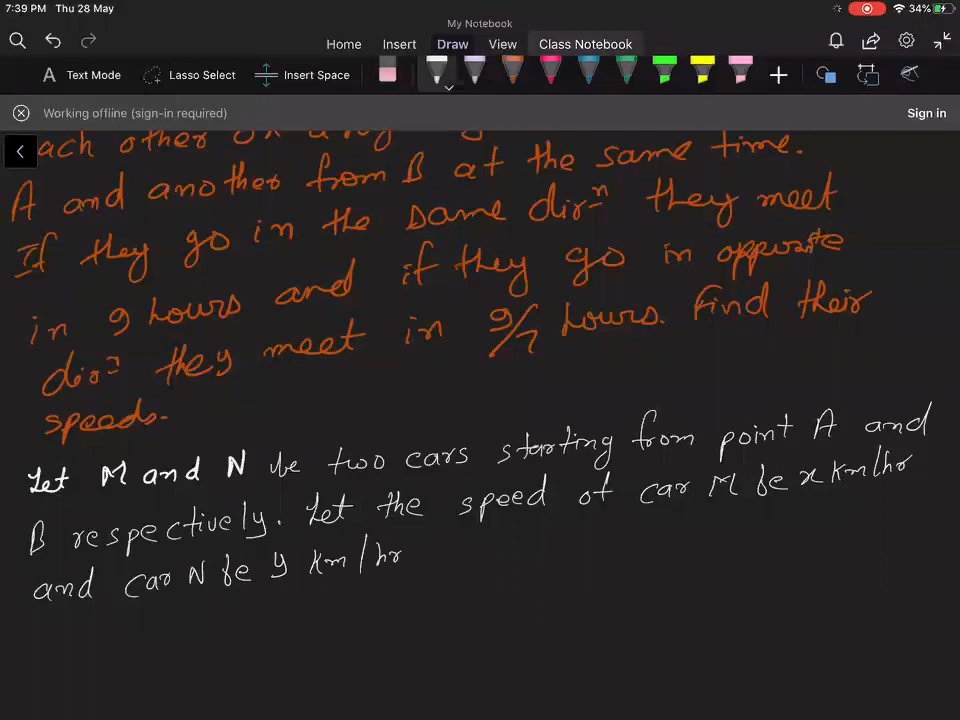 7:39 PM Thu 28 May
34%
My Notebook
Home Insert Draw View Class Notebook
Text Mode Lasso Select Insert Space
Working offline (sign-in required) Sign in
ach other
A and another from B at the same time.
If they go in the same dirn they meet
in 9 hours and if they go in opposite
dirn they meet in 9/7 hours. Find their
speeds.
Let M and N be two cars starting from point A and
B respectively. Let the speed of car M be x km/hr
and car N be y km/hr